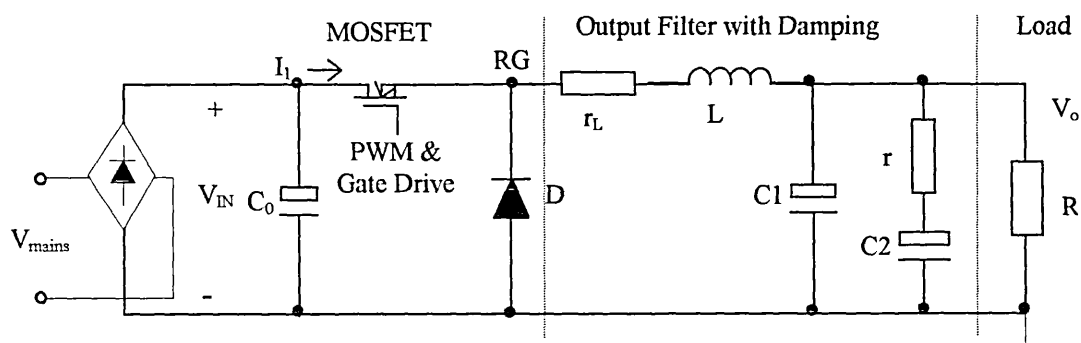 MOSFET
Output Filter with Damping
Load
I₁
RG
+
rL
L
Vₒ
PWM &
Gate Drive
r
VIN
C₀
D
C1
R
C2
Vmains
-